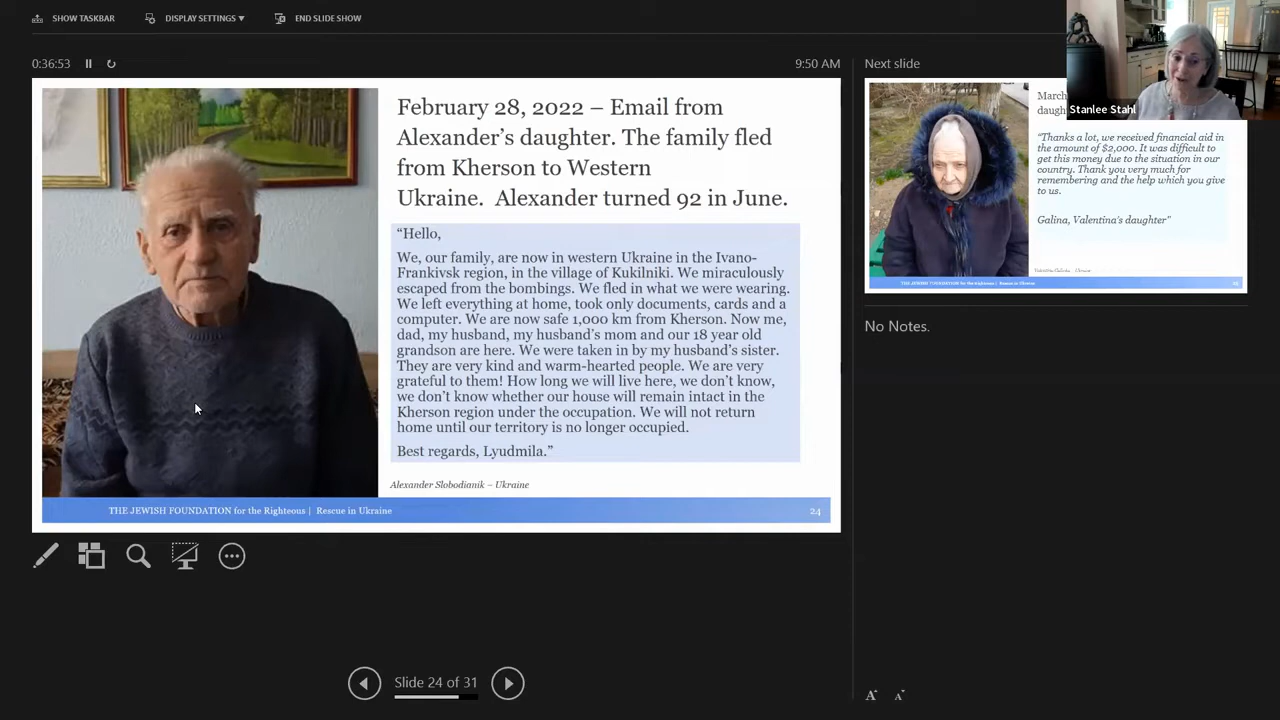 SHOW TASKBAR
DISPLAY SETTINGS ▼
END SLIDE SHOW
0:36:53
9:50 AM
February 28, 2022 – Email from
Alexander’s daughter. The family fled
from Kherson to Western
Ukraine.  Alexander turned 92 in June.
“Hello,
We, our family, are now in western Ukraine in the Ivano-
Frankivsk region, in the village of Kukilniki. We miraculously
escaped from the bombings. We fled in what we were wearing.
We left everything at home, took only documents, cards and a
computer. We are now safe 1,000 km from Kherson. Now me,
dad, my husband, my husband’s mom and our 18 year old
grandson are here. We were taken in by my husband’s sister.
They are very kind and warm-hearted people. We are very
grateful to them! How long we will live here, we don’t know,
we don’t know whether our house will remain intact in the
Kherson region under the occupation. We will not return
home until our territory is no longer occupied.
Best regards, Lyudmila.”
Alexander Slobodianik – Ukraine
THE JEWISH FOUNDATION for the Righteous | Rescue in Ukraine
24
Slide 24 of 31
Next slide
Stanlee Stahl
March
daugh
“Thanks a lot, we received financial aid in
the amount of $2,000. It was difficult to
get this money due to the situation in our
country. Thank you very much for
remembering and the help which you give
to us.
Galina, Valentina’s daughter”
THE JEWISH FOUNDATION for the Righteous | Rescue in Ukraine
25
No Notes.
A
A